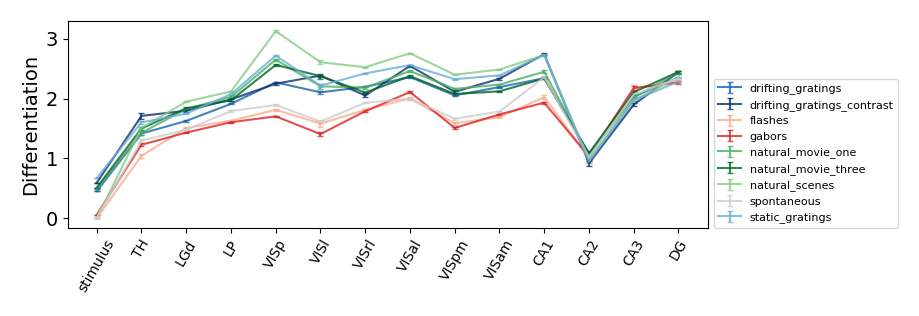 Differentiation
3
2
1
0
stimulus
TH
LGd
LP
VISp
VISl
VISrl
VISal
VISpm
VISam
CA1
CA2
CA3
DG
drifting_gratings
drifting_gratings_contrast
flashes
gabors
natural_movie_one
natural_movie_three
natural_scenes
spontaneous
static_gratings